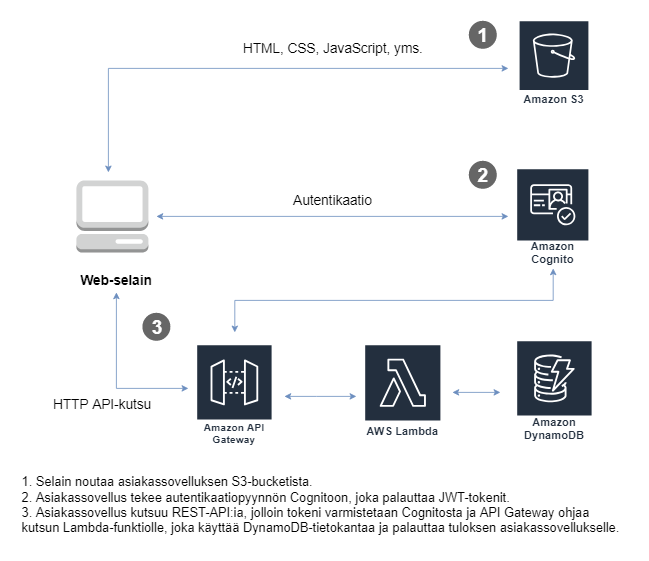 1
HTML, CSS, JavaScript, yms.
Amazon S3
2
Autentikaatio
Amazon
Cognito
Web-selain
3
HTTP API-kutsu
Amazon API
Gateway
AWS Lambda
Amazon
DynamoDB
1. Selain noutaa asiakassovelluksen S3-bucketista.
2. Asiakassovellus tekee autentikaatiopyynnön Cognitoon, joka palauttaa JWT-tokenit.
3. Asiakassovellus kutsuu REST-API:ia, jolloin tokeni varmistetaan Cognitosta ja API Gateway ohjaa
kutsun Lambda-funktiolle, joka käyttää DynamoDB-tietokantaa ja palauttaa tuloksen asiakassovellukselle.